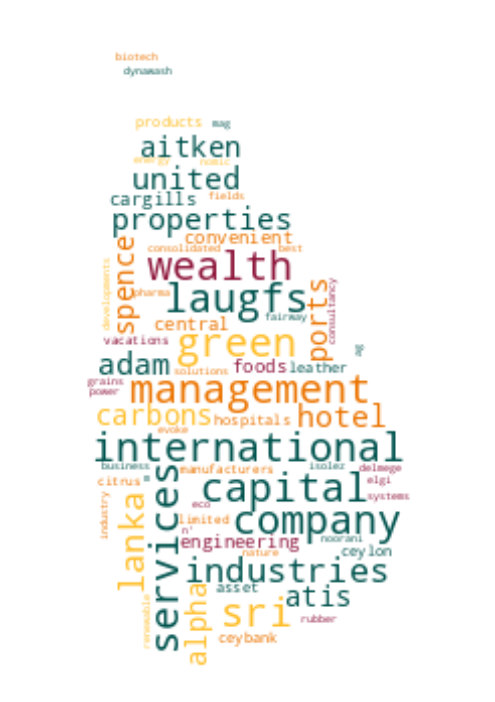 biotech
dynawash
products mag
aitken
energy nomic
united
cargills fields
properties
convenient
spence
consolidated best
wealth
developments
pharma
laugfs
ports
consultancy
fairway
central
vacations
green
ag
adam
solutions
foods leather
grains
power
management
carbons
hospitals
hotel
evoke
international
business
manufacturers
isolez
delmege
citrus
capital
elgi
systems
industry
lanka
services
eco
limited
company
n'
engineering
noorani
nature
ceylon
industries
asset
atis
renewable
alpha
sri
rubber
ceybank